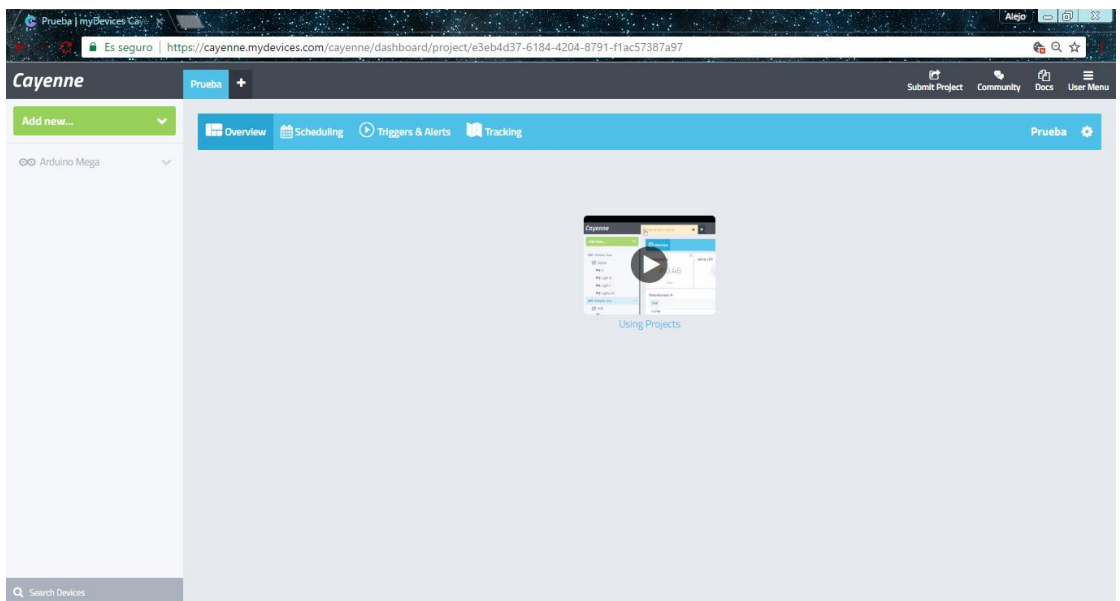 Prueba | myDevices Cay
Alejo
Es seguro | https://cayenne.mydevices.com/cayenne/dashboard/project/e3eb4d37-6184-4204-8791-f1ac57387a97
Cayenne
Prueba +
Submit Project Community Docs User Menu
Add new...
Overview Scheduling Triggers & Alerts Tracking
Prueba
Arduino Mega
Cayenne
Using Projects
Search Devices